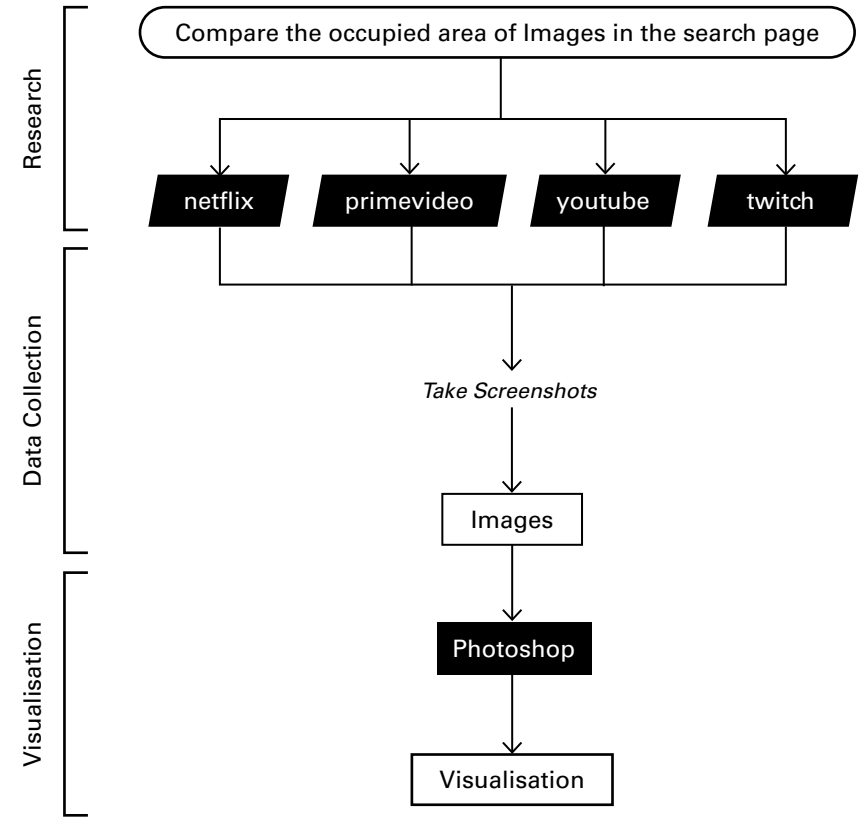 Research
Compare the occupied area of Images in the search page
netflix
primevideo
youtube
twitch
Data Collection
Take Screenshots
Images
Visualisation
Photoshop
Visualisation